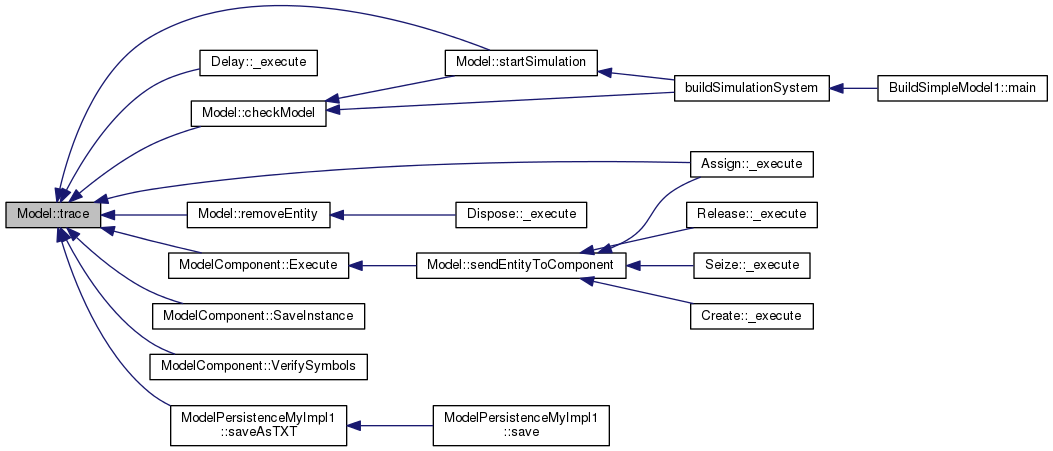 Model::startSimulation
Delay::_execute
buildSimulationSystem
BuildSimpleModel1::main
Model::checkModel
Assign::_execute
Model::trace
Model::removeEntity
Dispose::_execute
Release::_execute
ModelComponent::Execute
Model::sendEntityToComponent
Seize::_execute
ModelComponent::SaveInstance
Create::_execute
ModelComponent::VerifySymbols
ModelPersistenceMyImpl1
::saveAsTXT
ModelPersistenceMyImpl1
::save